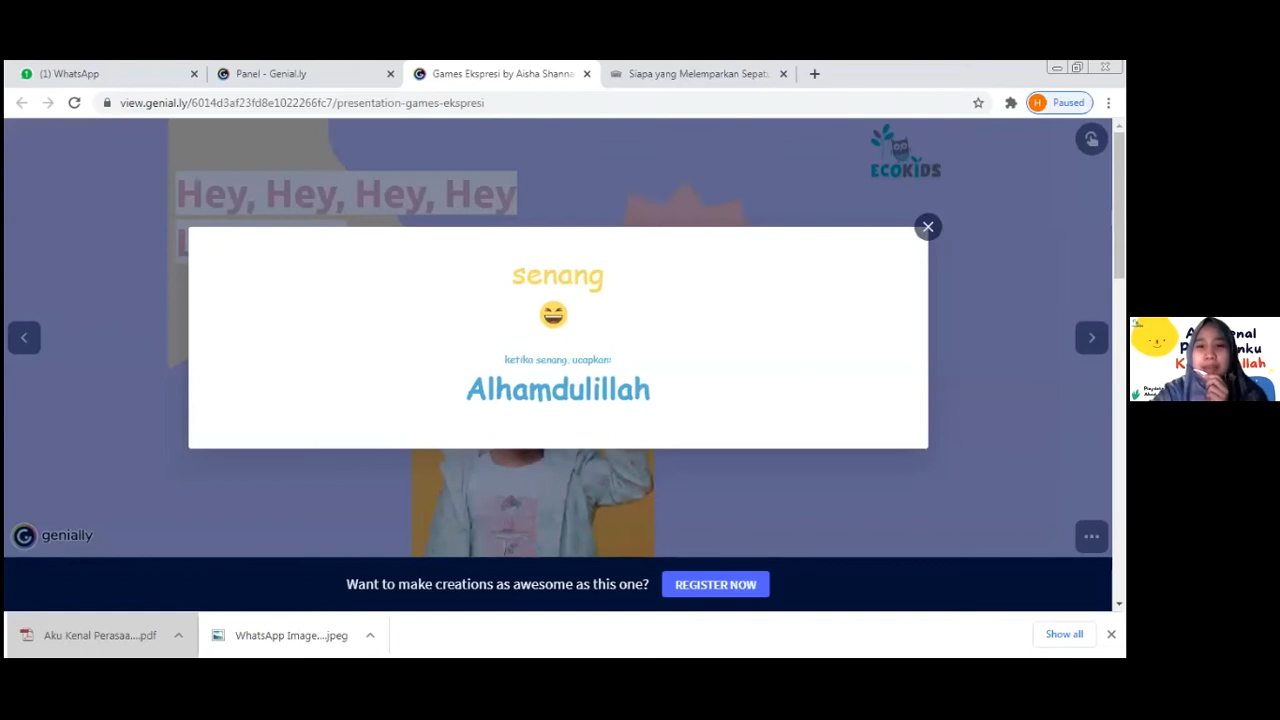 (1) WhatsApp
Panel - Genial.ly
Games Ekspresi by Aisha Shanna
Siapa yang Melemparkan Sepatu
view.genial.ly/6014d3af23fd8e1022266fc7/presentation-games-ekspresi
H
Paused
ECOKIDS
Hey, Hey, Hey, Hey
senang
ketika senang, ucapkan:
Alhamdulillah
genially
Want to make creations as awesome as this one?
REGISTER NOW
Aku Kenal Perasaa....pdf
WhatsApp Image....jpeg
Show all